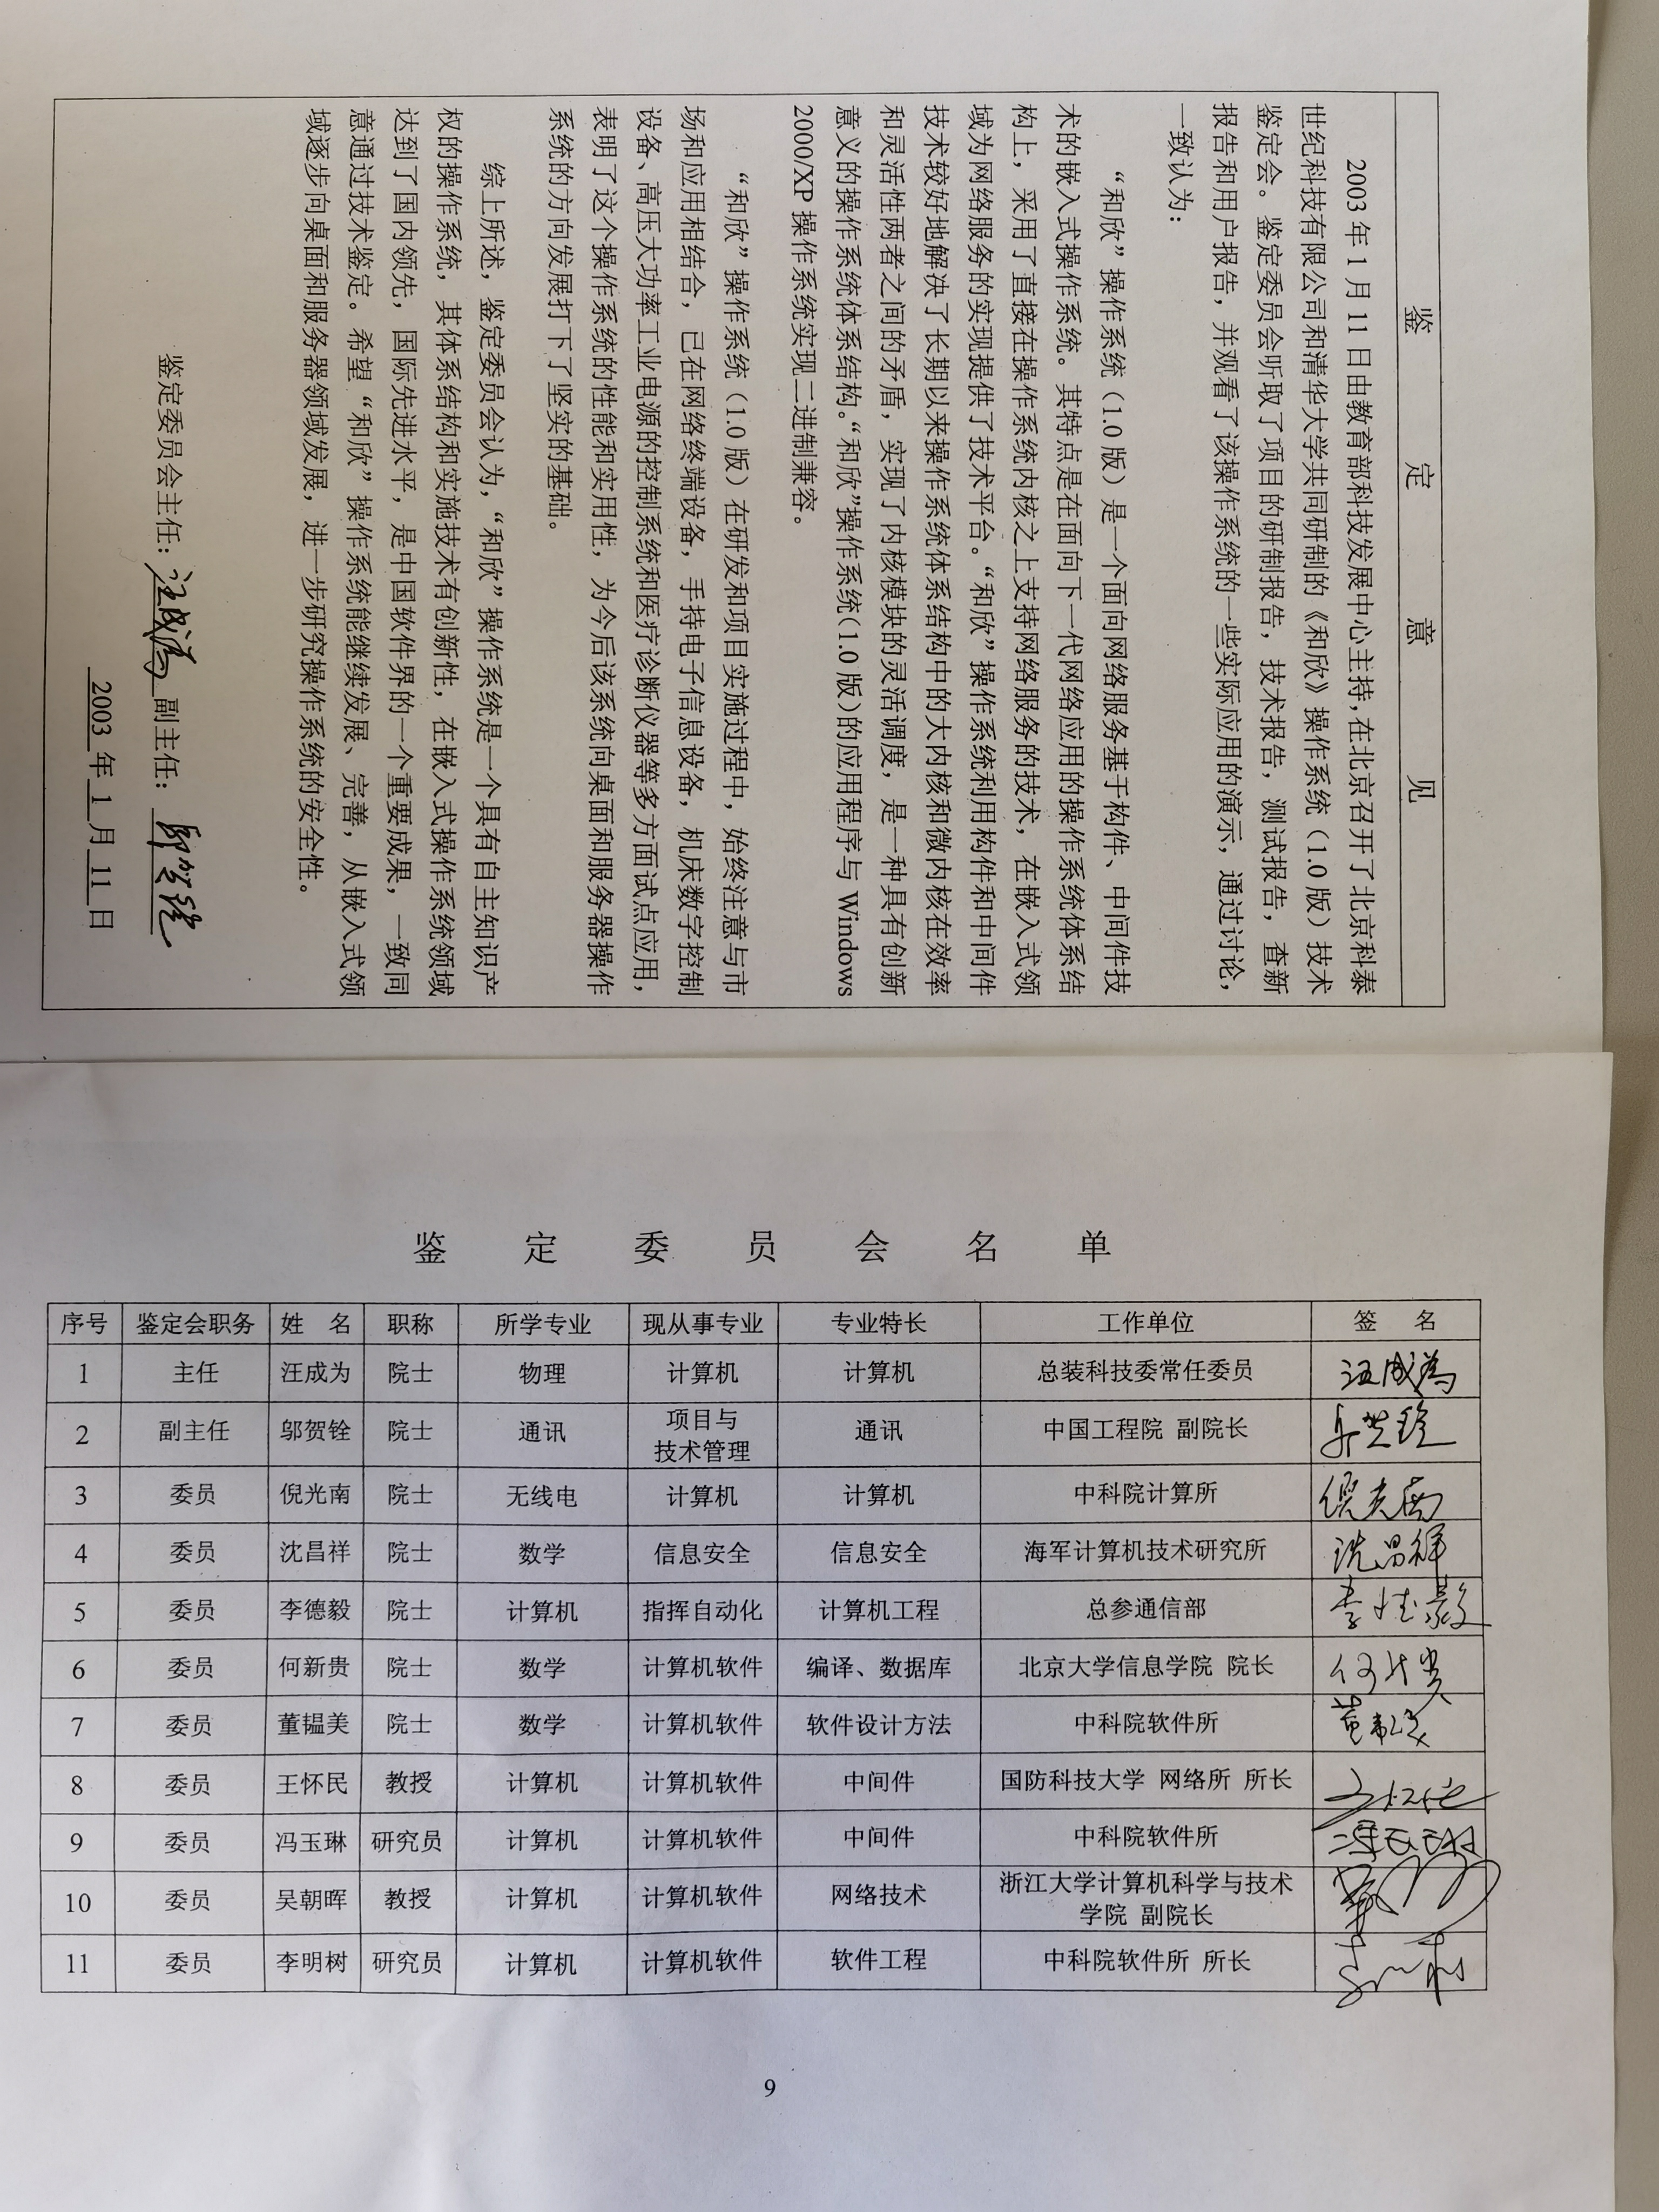 鉴定意见
2003 年 1 月 11 日由教育部科技发展中心主持，在北京召开了北京科泰
世纪科技有限公司和清华大学共同研制的《和欣》操作系统（1.0 版）技术
鉴定会。鉴定委员会听取了项目的研制报告，技术报告，测试报告，查新
报告和用户报告，并观看了该操作系统的一些实际应用的演示，通过讨论，
一致认为：
“和欣”操作系统（1.0 版）是一个面向网络服务基于构件、中间件技
术的嵌入式操作系统。其特点是在面向下一代网络应用的操作系统体系结
构上，采用了直接在操作系统内核之上支持网络服务的技术，在嵌入式领
域为网络服务的实现提供了技术平台。“和欣”操作系统利用构件和中间件
技术较好地解决了长期以来操作系统体系结构中的大内核和微内核在效率
和灵活性两者之间的矛盾，实现了内核模块的灵活调度，是一种具有创新
意义的操作系统体系结构。“和欣”操作系统(1.0 版)的应用程序与 Windows
2000/XP 操作系统实现二进制兼容。
“和欣”操作系统（1.0 版）在研发和项目实施过程中，始终注意与市
场和应用相结合，已在网络终端设备，手持电子信息设备，机床数字控制
设备、高压大功率工业电源的控制系统和医疗诊断仪器等多方面试点应用，
表明了这个操作系统的性能和实用性，为今后该系统向桌面和服务器操作
系统的方向发展打下了坚实的基础。
综上所述，鉴定委员会认为，“和欣”操作系统是一个具有自主知识产
权的操作系统，其体系结构和实施技术有创新性，在嵌入式操作系统领域
达到了国内领先，国际先进水平，是中国软件界的一个重要成果，一致同
意通过技术鉴定。希望“和欣”操作系统能继续发展、完善，从嵌入式领
域逐步向桌面和服务器领域发展，进一步研究操作系统的安全性。
鉴定委员会主任：汪成为 副主任：邬贺铨
2003 年 1 月 11 日
鉴定委员会名单
序号 鉴定会职务 姓 名 职称 所学专业 现从事专业 专业特长 工作单位 签 名
1 主任 汪成为 院士 物理 计算机 计算机 总装科技委常任委员 汪成为
2 副主任 邬贺铨 院士 通讯 项目与技术管理 通讯 中国工程院 副院长 邬贺铨
3 委员 倪光南 院士 无线电 计算机 计算机 中科院计算所 倪光南
4 委员 沈昌祥 院士 数学 信息安全 信息安全 海军计算机技术研究所 沈昌祥
5 委员 李德毅 院士 计算机 指挥自动化 计算机工程 总参通信部 李德毅
6 委员 何新贵 院士 数学 计算机软件 编译、数据库 北京大学信息学院 院长 何新贵
7 委员 董韫美 院士 数学 计算机软件 软件设计方法 中科院软件所 董韫美
8 委员 王怀民 教授 计算机 计算机软件 中间件 国防科技大学 网络所 所长
9 委员 冯玉琳 研究员 计算机 计算机软件 中间件 中科院软件所 冯玉琳
10 委员 吴朝晖 教授 计算机 计算机软件 网络技术 浙江大学计算机科学与技术学院 副院长
11 委员 李明树 研究员 计算机 计算机软件 软件工程 中科院软件所 所长
9